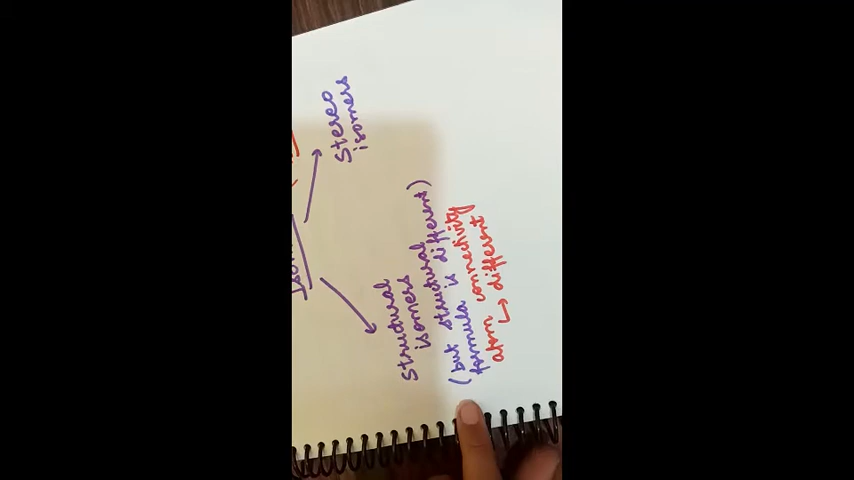 Stereo
isomers
Structural
isomers
(but structural
formula is different)
atom connectivity
↳ different